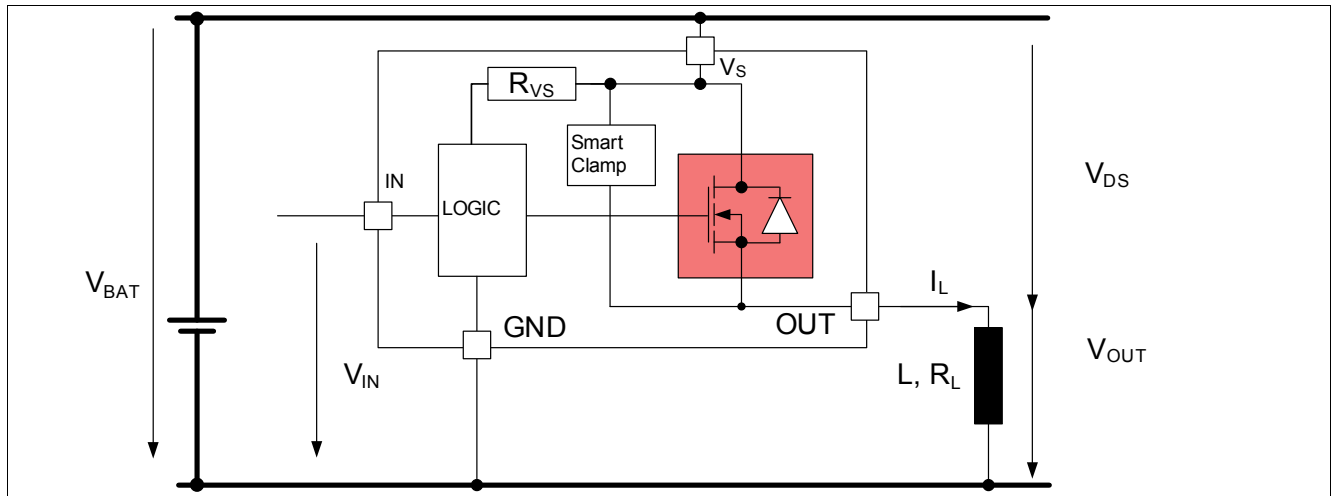 VS
RVS
Smart
Clamp
IN
LOGIC
VDS
VBAT
GND
OUT
IL
VIN
L, RL
VOUT